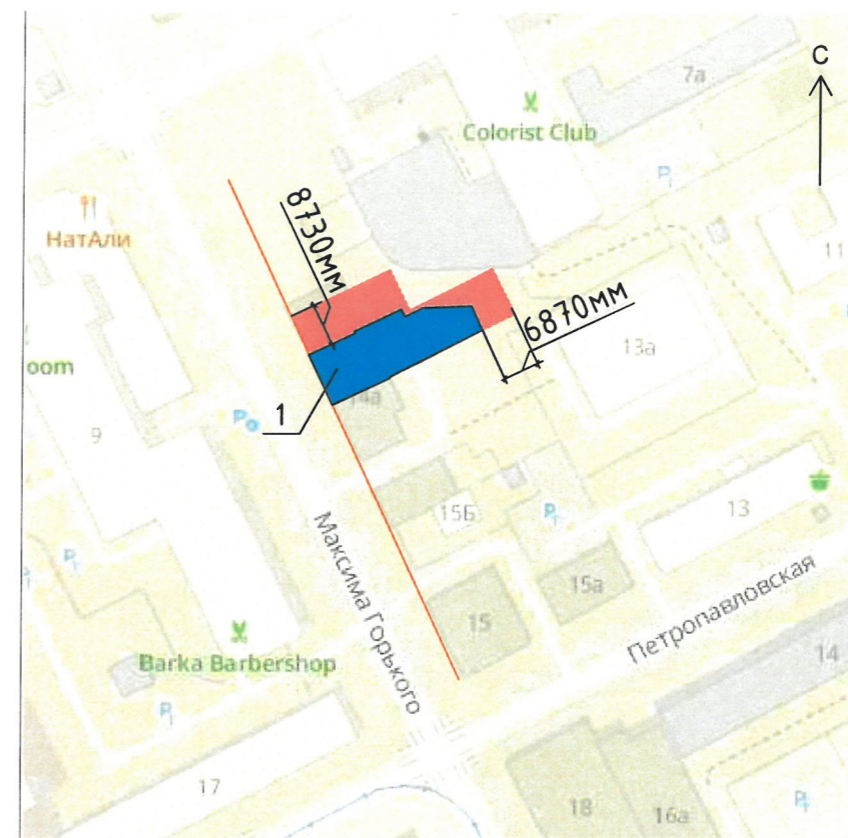 7а
С
Colorist Club
P
8730мм
НатАли
11
6870мм
13а
oom
14а
1
P
9
15Б
P
13
P
Максима Горького
15а
Петропавловская
15
Barka Barbershop
14
P
17
P
18
16а